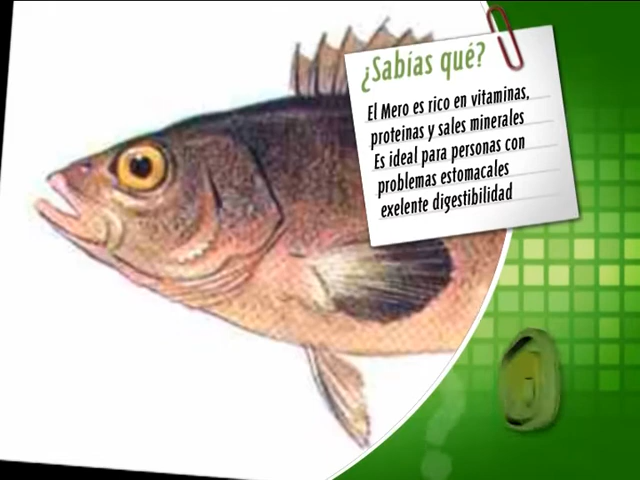 ¿Sabías qué?
El Mero es rico en vitaminas,
proteinas y sales minerales
Es ideal para personas con
problemas estomacales
exelente digestibilidad